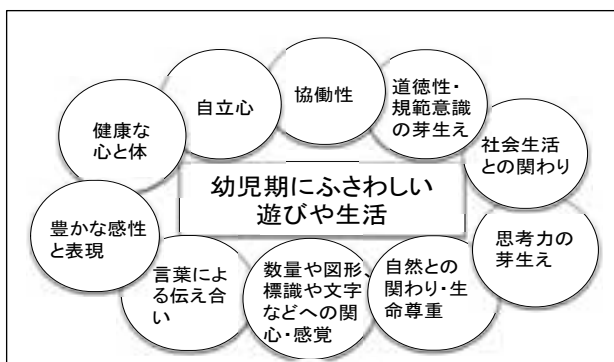 健康な
心と体
自立心
協働性
道徳性・
規範意識
の芽生え
社会生活
との関わり
思考力の
芽生え
自然との
関わり・生
命尊重
数量や図形、
標識や文字
などへの関
心・感覚
言葉によ
る伝え合
い
豊かな感性
と表現
幼児期にふさわしい
遊びや生活